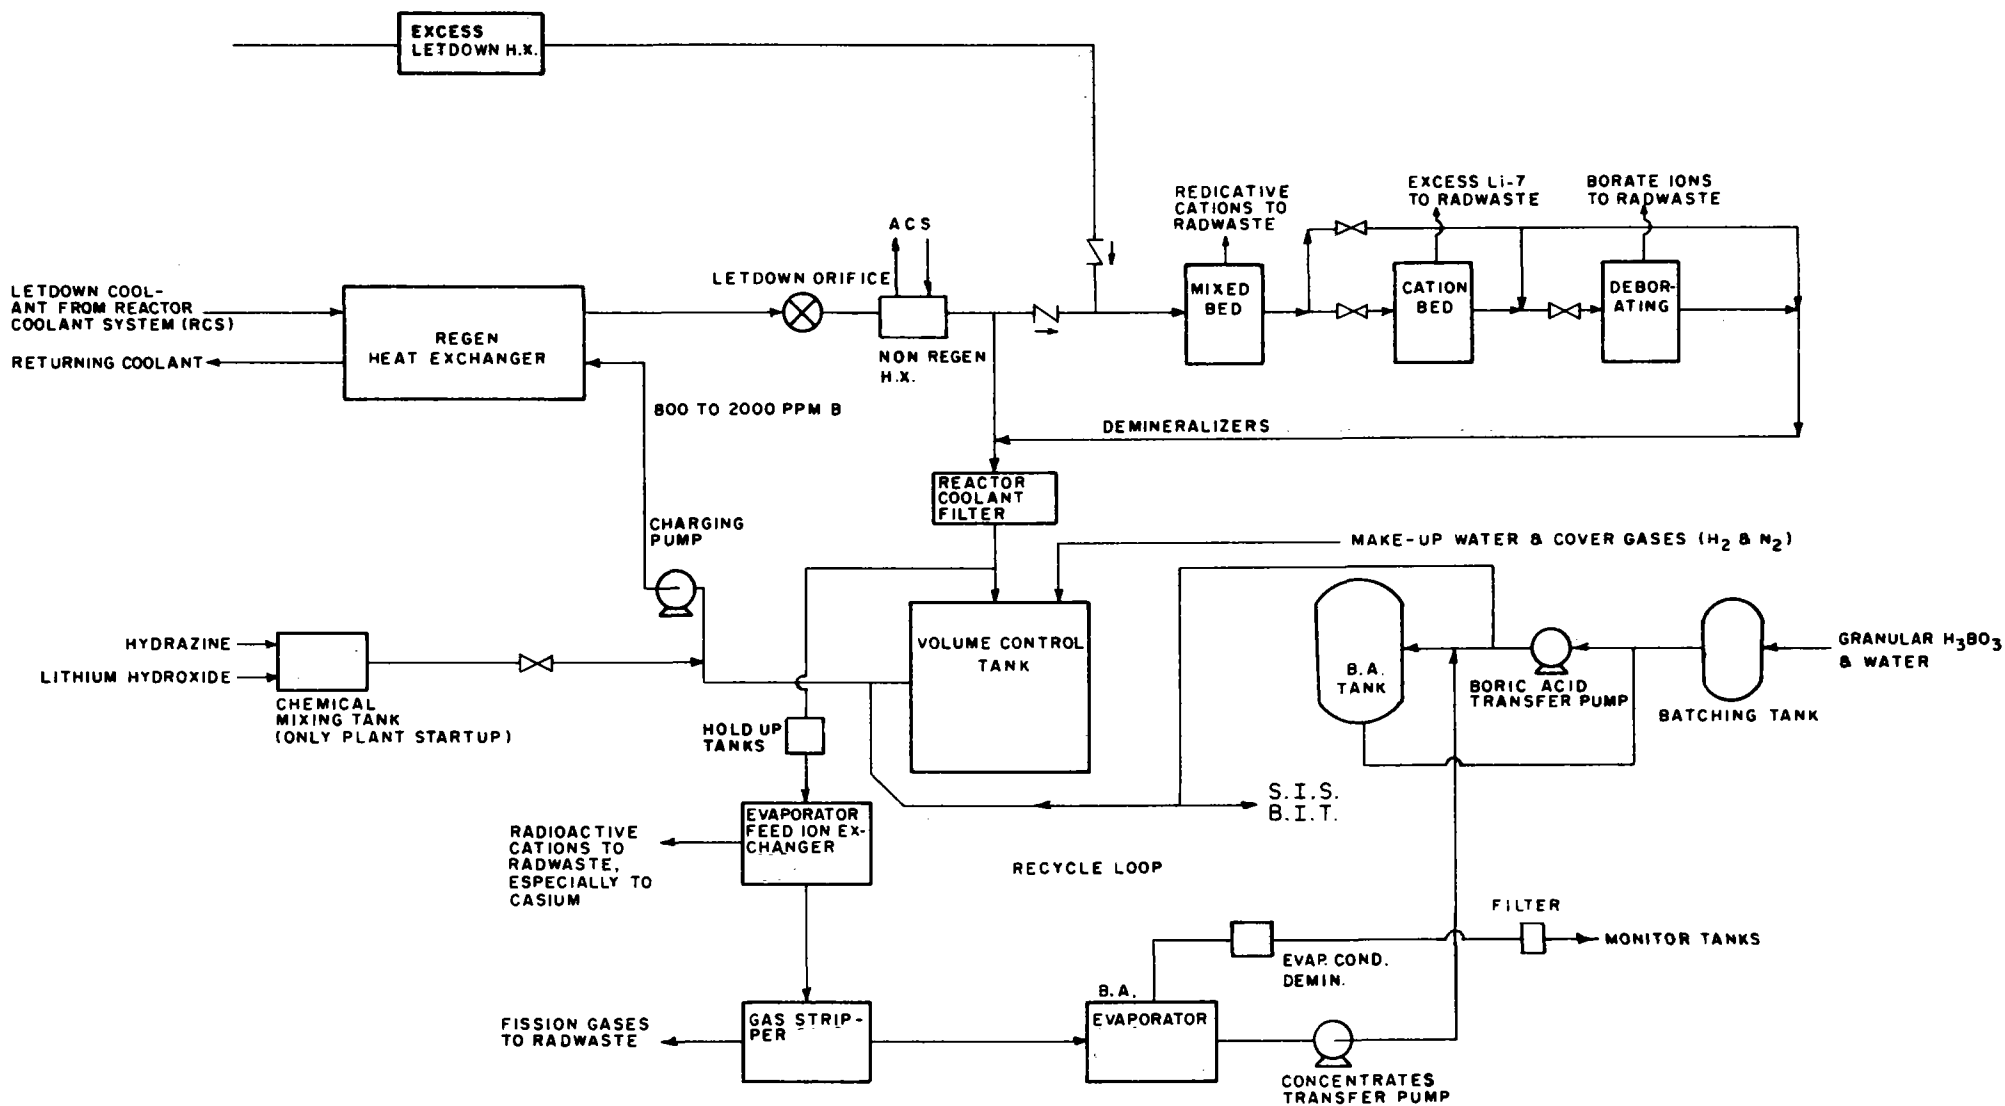 EXCESS
LETDOWN H.X.
REDICATIVE
CATIONS TO
RADWASTE
EXCESS Li-7
TO RADWASTE
BORATE IONS
TO RADWASTE
ACS
LETDOWN ORIFICE
LETDOWN COOL-
ANT FROM REACTOR
COOLANT SYSTEM (RCS)
RETURNING COOLANT
REGEN
HEAT EXCHANGER
NON REGEN
H.X.
MIXED
BED
CATION
BED
DEBOR-
ATING
800 TO 2000 PPM B
DEMINERALIZERS
REACTOR
COOLANT
FILTER
CHARGING
PUMP
MAKE-UP WATER & COVER GASES (H2 & N2)
HYDRAZINE
LITHIUM HYDROXIDE
CHEMICAL
MIXING TANK
(ONLY PLANT STARTUP)
VOLUME CONTROL
TANK
B.A.
TANK
BORIC ACID
TRANSFER PUMP
BATCHING TANK
GRANULAR H3BO3
& WATER
HOLD UP
TANKS
S.I.S.
B.I.T.
EVAPORATOR
FEED ION EX-
CHANGER
RADIOACTIVE
CATIONS TO
RADWASTE,
ESPECIALLY TO
CASIUM
RECYCLE LOOP
FILTER
MONITOR TANKS
EVAP. COND.
DEMIN.
B.A.
EVAPORATOR
GAS STRIP-
PER
FISSION GASES
TO RADWASTE
CONCENTRATES
TRANSFER PUMP